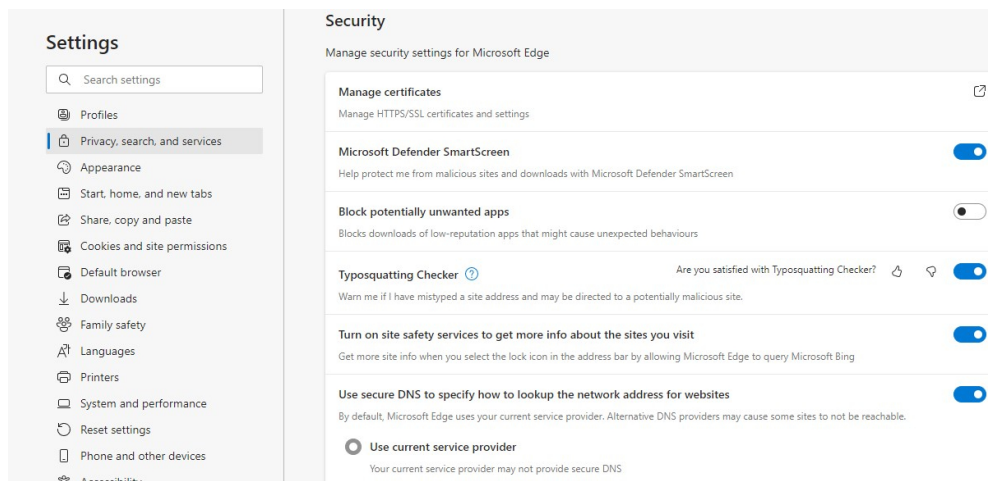 Settings
Search settings
Profiles
Privacy, search, and services
Appearance
Start, home, and new tabs
Share, copy and paste
Cookies and site permissions
Default browser
Downloads
Family safety
Languages
Printers
System and performance
Reset settings
Phone and other devices
Accessibility
Security
Manage security settings for Microsoft Edge
Manage certificates
Manage HTTPS/SSL certificates and settings
Microsoft Defender SmartScreen
Help protect me from malicious sites and downloads with Microsoft Defender SmartScreen
Block potentially unwanted apps
Blocks downloads of low-reputation apps that might cause unexpected behaviours
Typosquatting Checker
Are you satisfied with Typosquatting Checker?
Warn me if I have mistyped a site address and may be directed to a potentially malicious site.
Turn on site safety services to get more info about the sites you visit
Get more site info when you select the lock icon in the address bar by allowing Microsoft Edge to query Microsoft Bing
Use secure DNS to specify how to lookup the network address for websites
By default, Microsoft Edge uses your current service provider. Alternative DNS providers may cause some sites to not be reachable.
Use current service provider
Your current service provider may not provide secure DNS